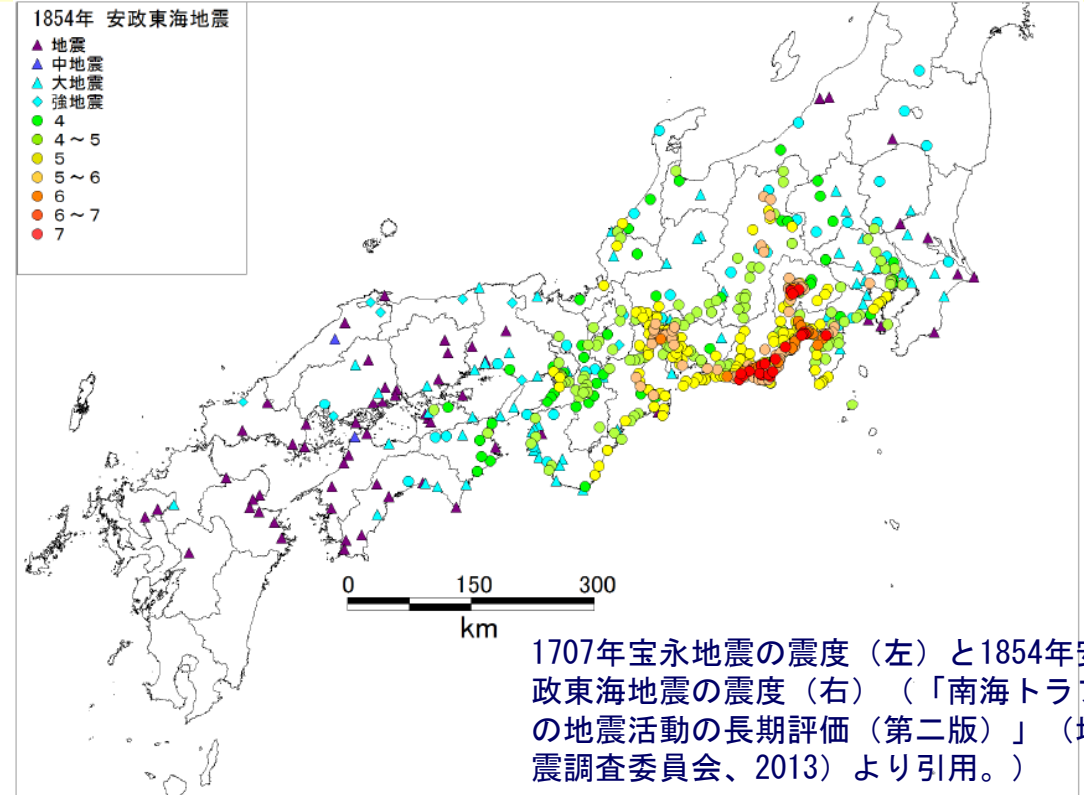 1854年 安政東海地震
地震
中地震
大地震
強地震
4
4～5
5
5～6
6
6～7
7
0 150 300
km
1707年宝永地震の震度（左）と1854年安
政東海地震の震度（右）（「南海トラフ
の地震活動の長期評価（第二版）」（地
震調査委員会、2013）より引用。）